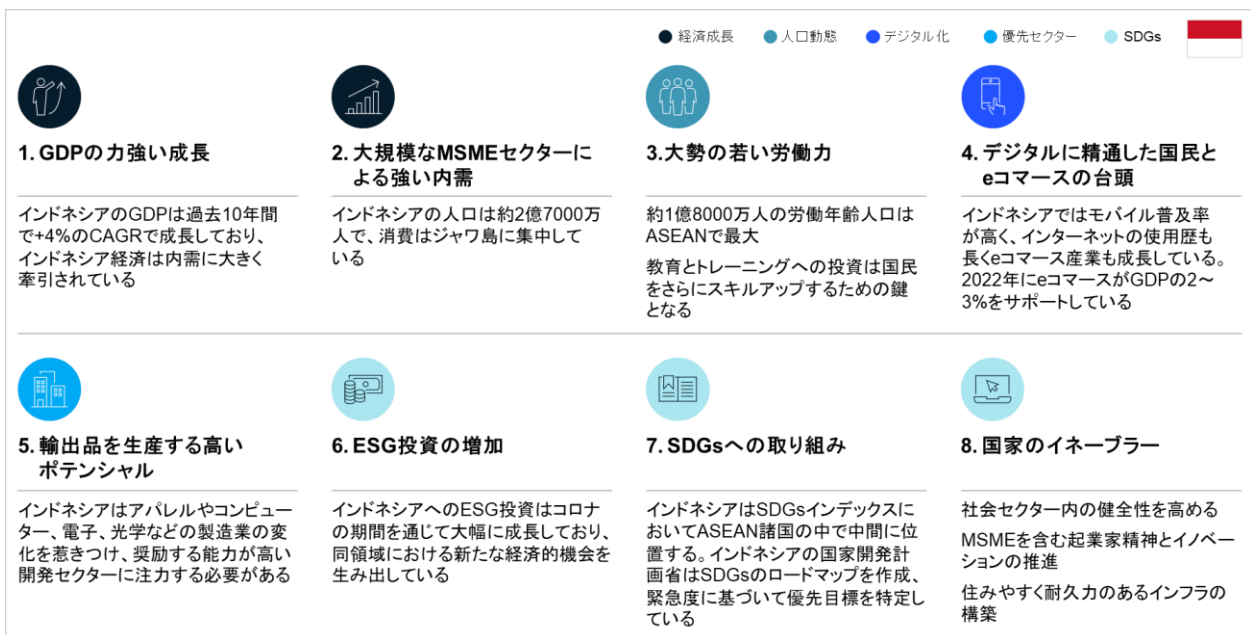 経済成長
人口動態
デジタル化
優先セクター
SDGs
1. GDPの力強い成長
インドネシアのGDPは過去10年間
で+4%のCAGRで成長しており、
インドネシア経済は内需に大きく
牽引されている
2. 大規模なMSMEセクターに
よる強い内需
インドネシアの人口は約2億7000万
人で、消費はジャワ島に集中して
いる
3.大勢の若い労働力
約1億8000万人の労働年齢人口は
ASEANで最大
教育とトレーニングへの投資は国民
をさらにスキルアップするための鍵
となる
4. デジタルに精通した国民と
eコマースの台頭
インドネシアではモバイル普及率
が高く、インターネットの使用歴も
長くeコマース産業も成長している。
2022年にeコマースがGDPの2～
3%をサポートしている
5. 輸出品を生産する高い
ポテンシャル
インドネシアはアパレルやコンピュー
ター、電子、光学などの製造業の変
化を惹きつけ、奨励する能力が高い
開発セクターに注力する必要がある
6. ESG投資の増加
インドネシアへのESG投資はコロナ
の期間を通じて大幅に成長しており、
同領域における新たな経済的機会を
生み出している
7. SDGsへの取り組み
インドネシアはSDGsインデックスに
おいてASEAN諸国の中で中間に位
置する。インドネシアの国家開発計
画省はSDGsのロードマップを作成、
緊急度に基づいて優先目標を特定し
ている
8. 国家のイネーブラー
社会セクター内の健全性を高める
MSMEを含む起業家精神とイノベー
ションの推進
住みやすく耐久力のあるインフラの
構築